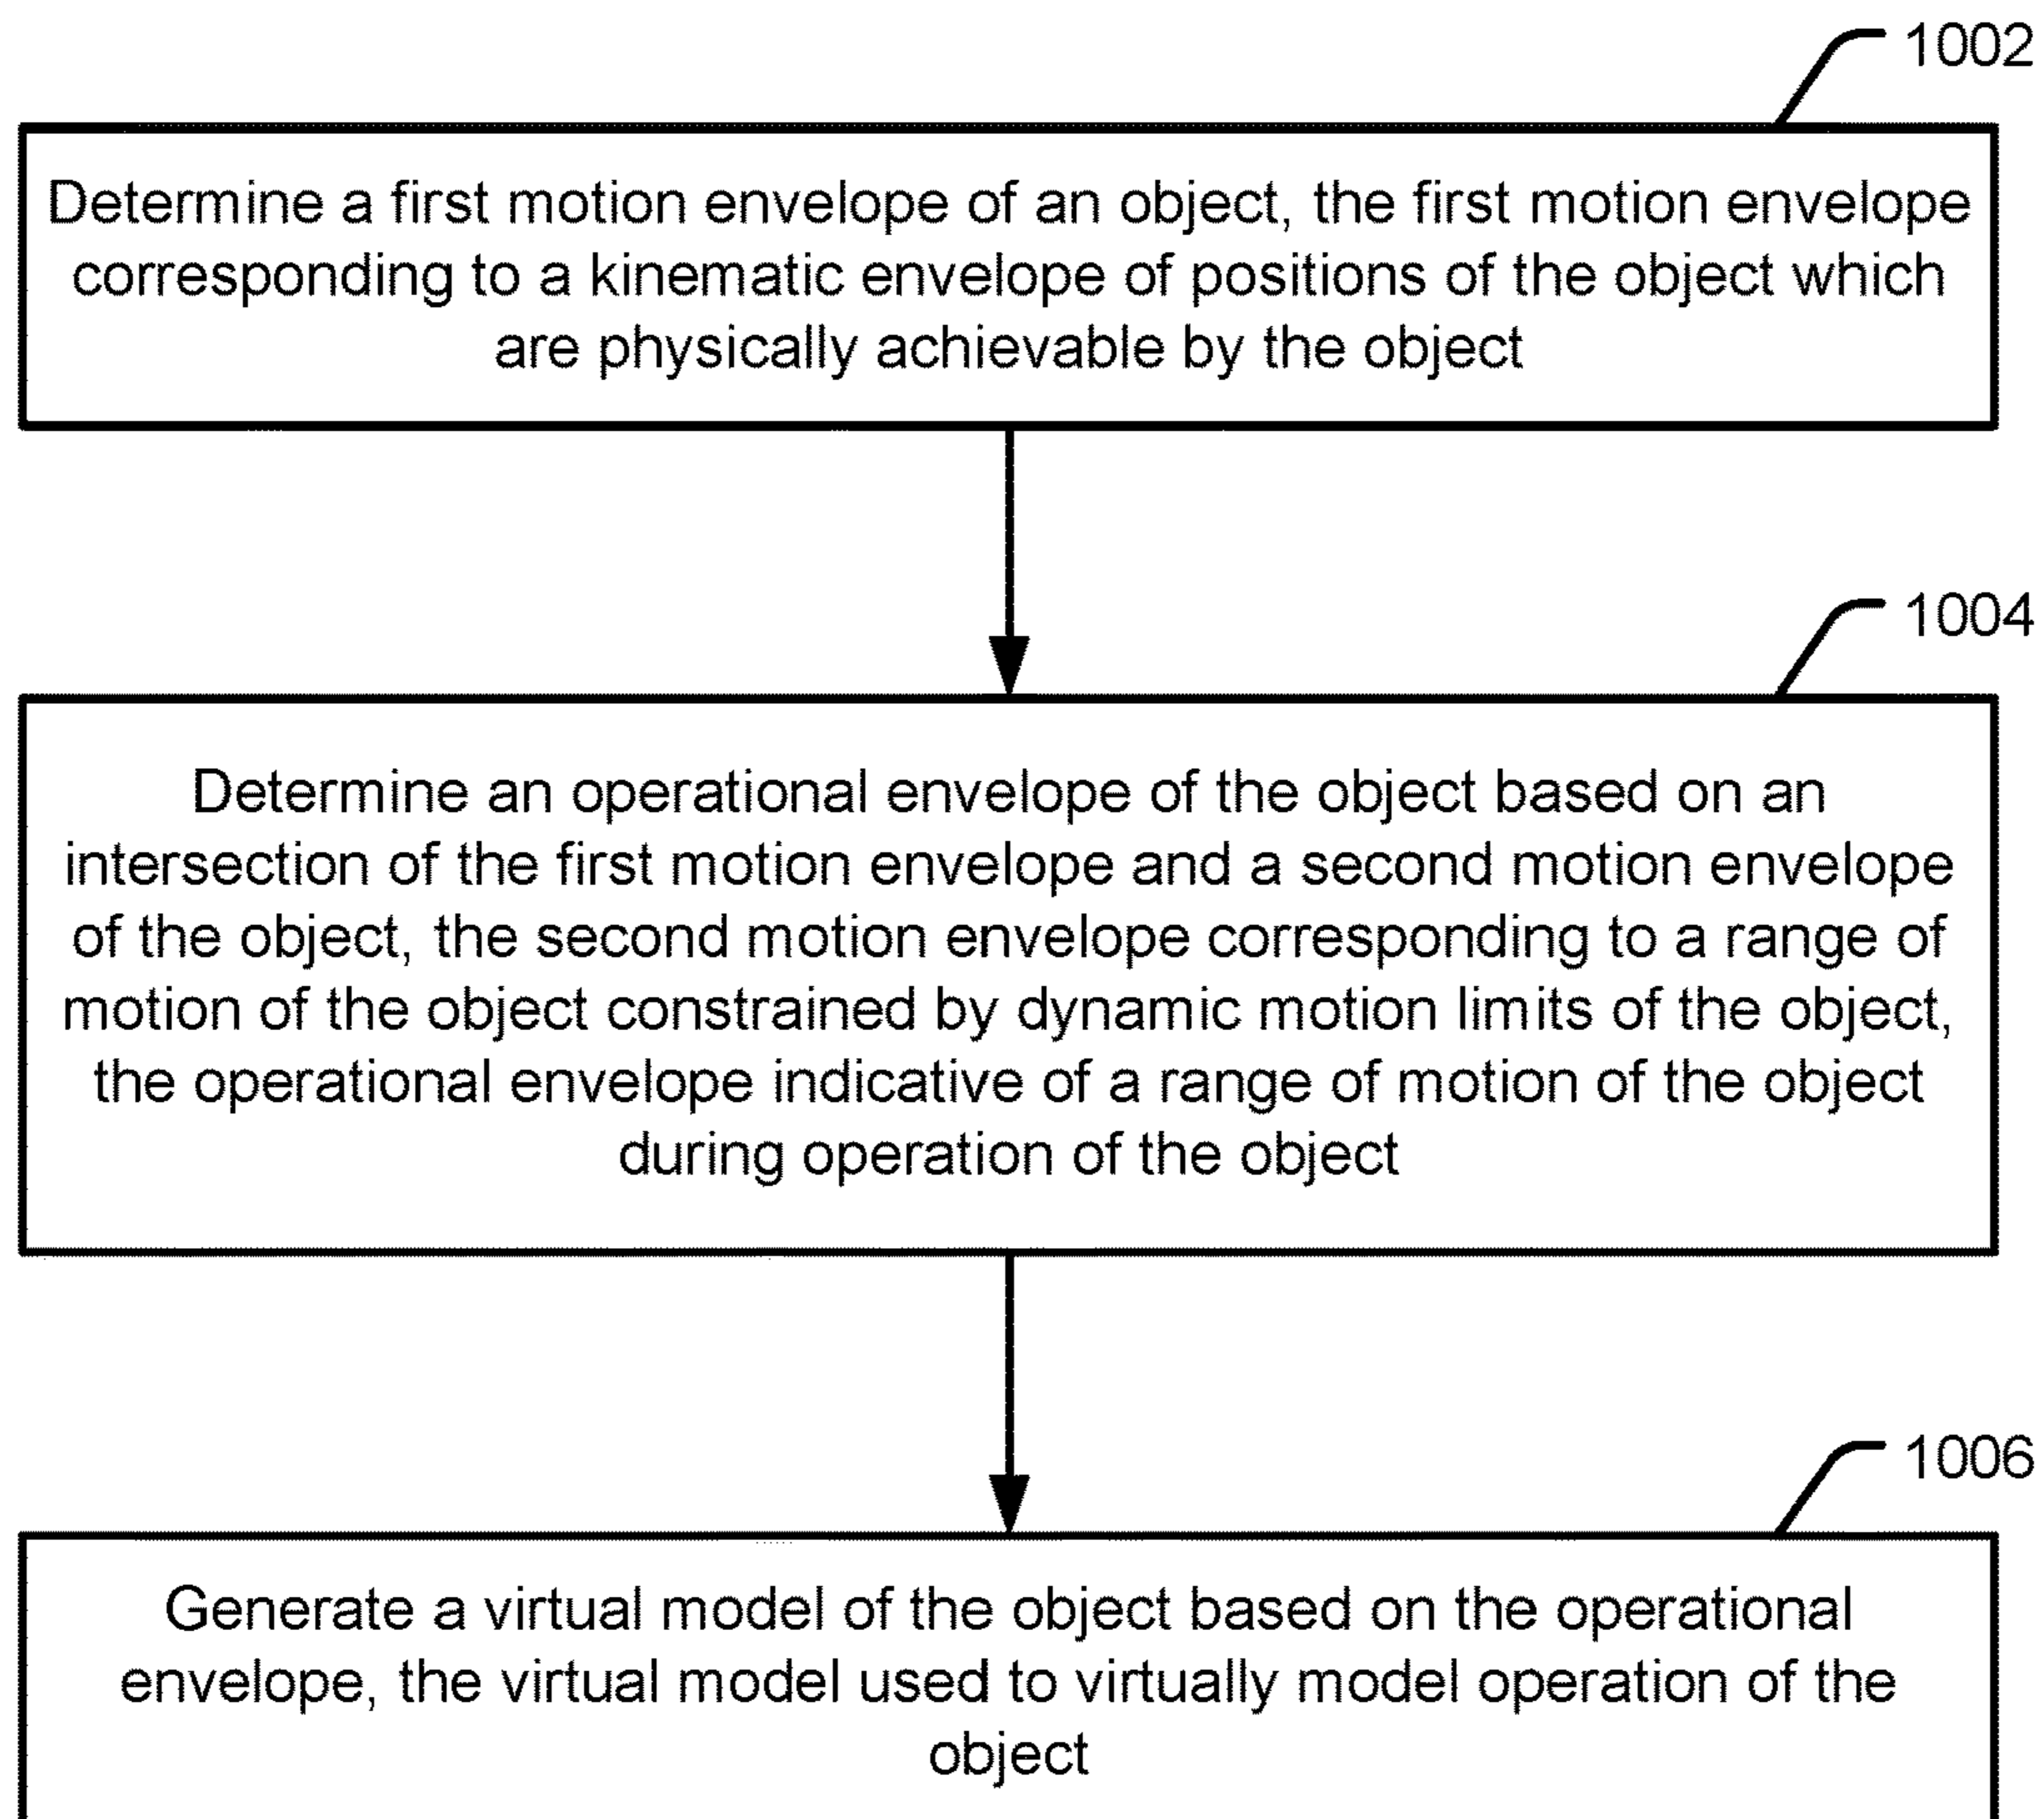 1002
Determine a first motion envelope of an object, the first motion envelope
corresponding to a kinematic envelope of positions of the object which
are physically achievable by the object
1004
Determine an operational envelope of the object based on an
intersection of the first motion envelope and a second motion envelope
of the object, the second motion envelope corresponding to a range of
motion of the object constrained by dynamic motion limits of the object,
the operational envelope indicative of a range of motion of the object
during operation of the object
1006
Generate a virtual model of the object based on the operational
envelope, the virtual model used to virtually model operation of the
object